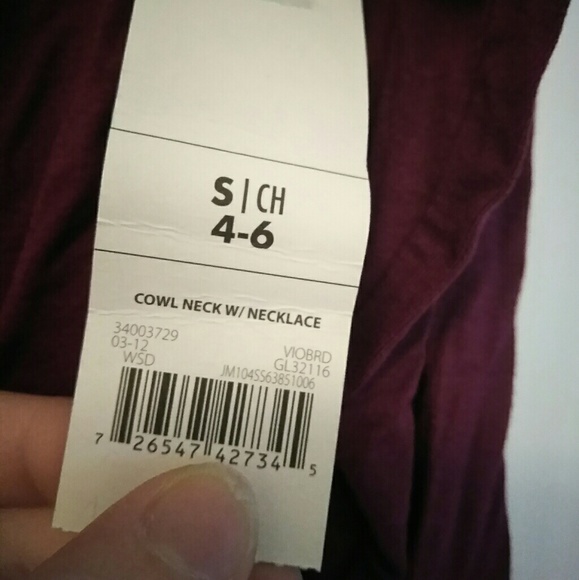 S | CH
4-6
COWL NECK W/ NECKLACE
34003729
03-12 VIOBRD
WSD GL32116
JM104SS63851006
7 26547 42734 5